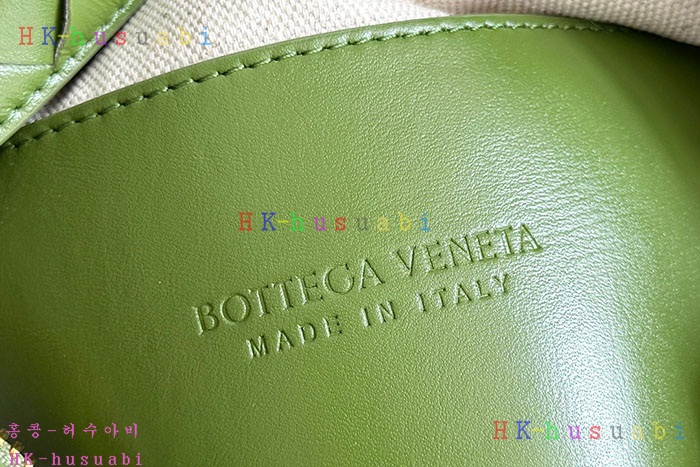 HK-husuabi
HK-husuabi
BOTTEGA VENETA
MADE IN ITALY
홍콩-허수아비
HK-husuabi
HK-husuabi